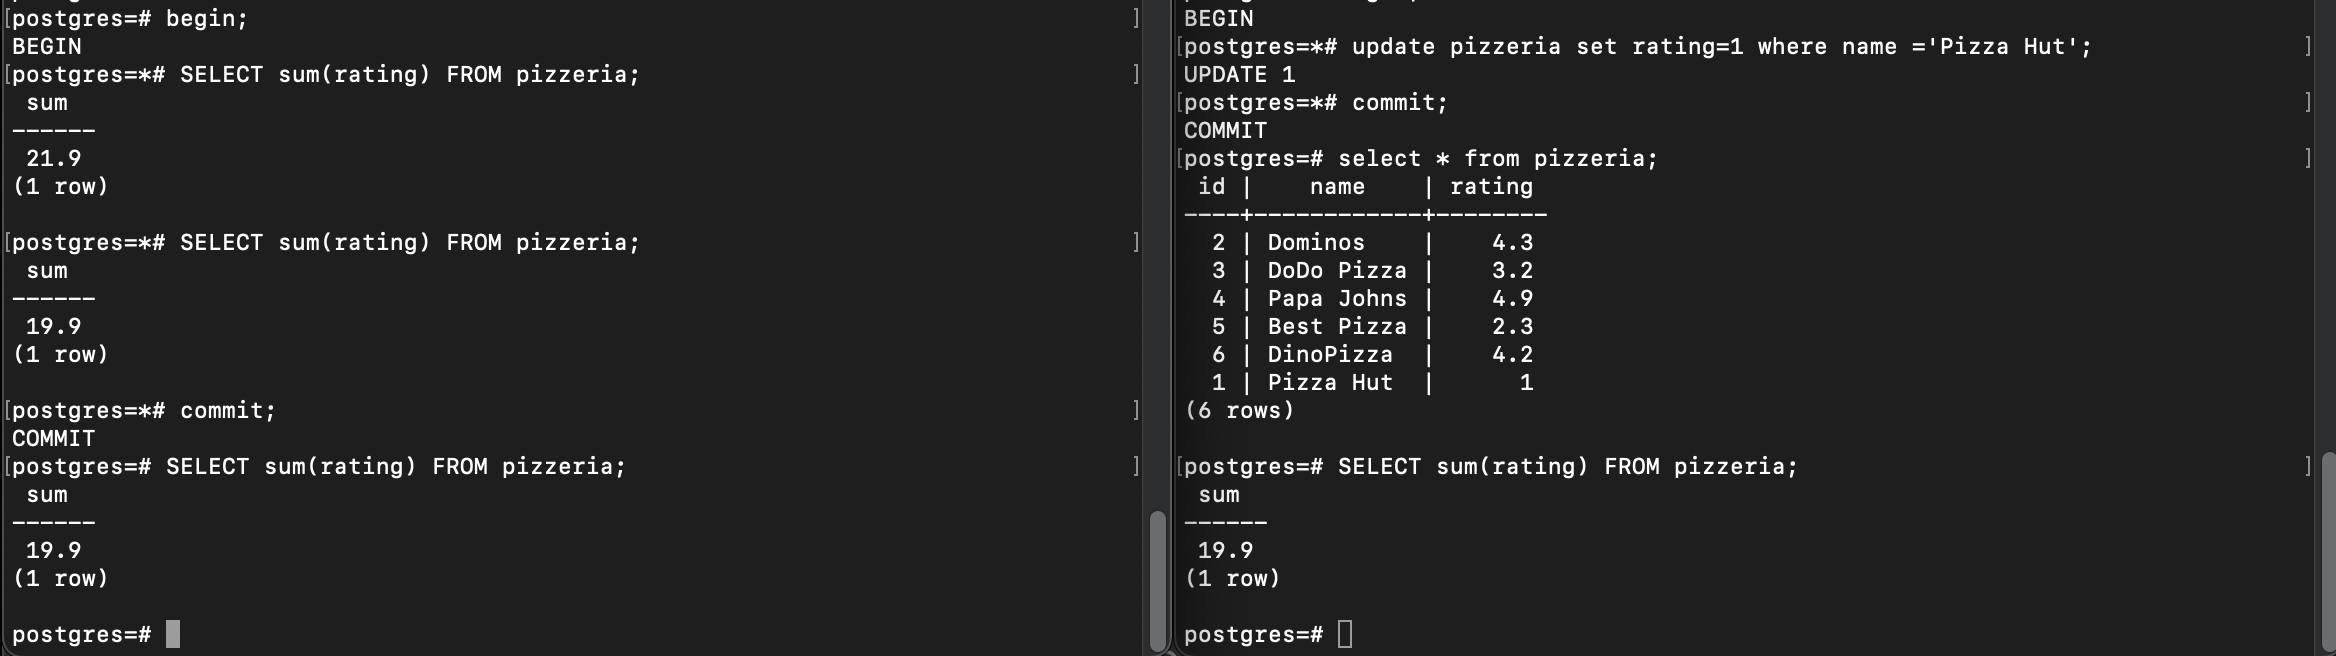 [postgres=# begin; ]
BEGIN
[postgres=*# SELECT sum(rating) FROM pizzeria; ]
 sum
------
 21.9
(1 row)
[postgres=*# SELECT sum(rating) FROM pizzeria; ]
 sum
------
 19.9
(1 row)
[postgres=*# commit; ]
COMMIT
[postgres=# SELECT sum(rating) FROM pizzeria; ]
 sum
------
 19.9
(1 row)
postgres=#
BEGIN
[postgres=*# update pizzeria set rating=1 where name ='Pizza Hut'; ]
UPDATE 1
[postgres=*# commit; ]
COMMIT
[postgres=# select * from pizzeria; ]
 id |    name    | rating
----+------------+--------
  2 | Dominos    |    4.3
  3 | DoDo Pizza |    3.2
  4 | Papa Johns |    4.9
  5 | Best Pizza |    2.3
  6 | DinoPizza  |    4.2
  1 | Pizza Hut  |      1
(6 rows)
[postgres=# SELECT sum(rating) FROM pizzeria; ]
 sum
------
 19.9
(1 row)
postgres=#